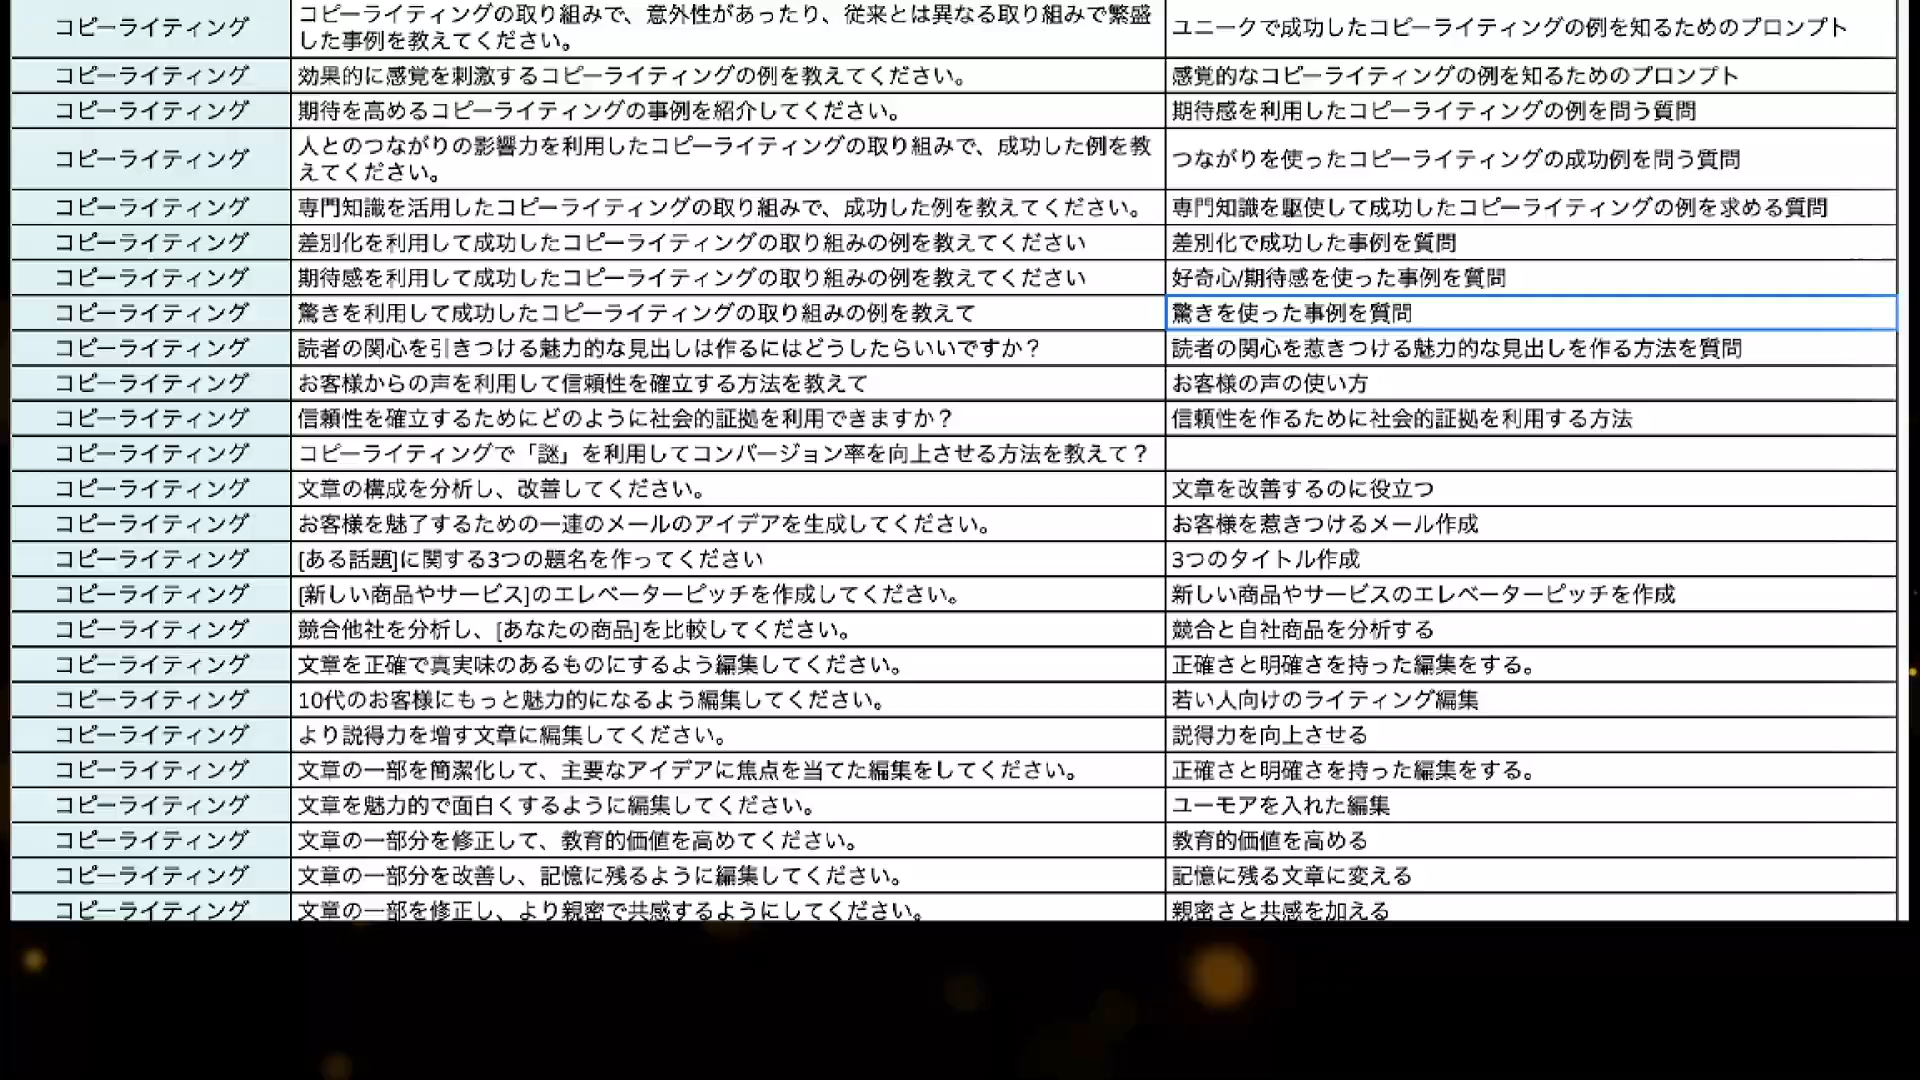 コピーライティング
コピーライティングの取り組みで、意外性があったり、従来とは異なる取り組みで繁盛
した事例を教えてください。
ユニークで成功したコピーライティングの例を知るためのプロンプト
コピーライティング
効果的に感覚を刺激するコピーライティングの例を教えてください。
感覚的なコピーライティングの例を知るためのプロンプト
コピーライティング
期待を高めるコピーライティングの事例を紹介してください。
期待感を利用したコピーライティングの例を問う質問
コピーライティング
人とのつながりの影響力を利用したコピーライティングの取り組みで、成功した例を教
えてください。
つながりを使ったコピーライティングの成功例を問う質問
コピーライティング
専門知識を活用したコピーライティングの取り組みで、成功した例を教えてください。
専門知識を駆使して成功したコピーライティングの例を求める質問
コピーライティング
差別化を利用して成功したコピーライティングの取り組みの例を教えてください
差別化で成功した事例を質問
コピーライティング
期待感を利用して成功したコピーライティングの取り組みの例を教えてください
好奇心/期待感を使った事例を質問
コピーライティング
驚きを利用して成功したコピーライティングの取り組みの例を教えて
驚きを使った事例を質問
コピーライティング
読者の関心を引きつける魅力的な見出しは作るにはどうしたらいいですか？
読者の関心を惹きつける魅力的な見出しを作る方法を質問
コピーライティング
お客様からの声を利用して信頼性を確立する方法を教えて
お客様の声の使い方
コピーライティング
信頼性を確立するためにどのように社会的証拠を利用できますか？
信頼性を作るために社会的証拠を利用する方法
コピーライティング
コピーライティングで「謎」を利用してコンバージョン率を向上させる方法を教えて？
コピーライティング
文章の構成を分析し、改善してください。
文章を改善するのに役立つ
コピーライティング
お客様を魅了するための一連のメールのアイデアを生成してください。
お客様を惹きつけるメール作成
コピーライティング
[ある話題]に関する3つの題名を作ってください
3つのタイトル作成
コピーライティング
[新しい商品やサービス]のエレベーターピッチを作成してください。
新しい商品やサービスのエレベーターピッチを作成
コピーライティング
競合他社を分析し、[あなたの商品]を比較してください。
競合と自社商品を分析する
コピーライティング
文章を正確で真実味のあるものにするよう編集してください。
正確さと明確さを持った編集をする。
コピーライティング
10代のお客様にもっと魅力的になるよう編集してください。
若い人向けのライティング編集
コピーライティング
より説得力を増す文章に編集してください。
説得力を向上させる
コピーライティング
文章の一部を簡潔化して、主要なアイデアに焦点を当てた編集をしてください。
正確さと明確さを持った編集をする。
コピーライティング
文章を魅力的で面白くするように編集してください。
ユーモアを入れた編集
コピーライティング
文章の一部分を修正して、教育的価値を高めてください。
教育的価値を高める
コピーライティング
文章の一部分を改善し、記憶に残るように編集してください。
記憶に残る文章に変える
コピーライティング
文章の一部を修正し、より親密で共感するようにしてください。
親密さと共感を加える